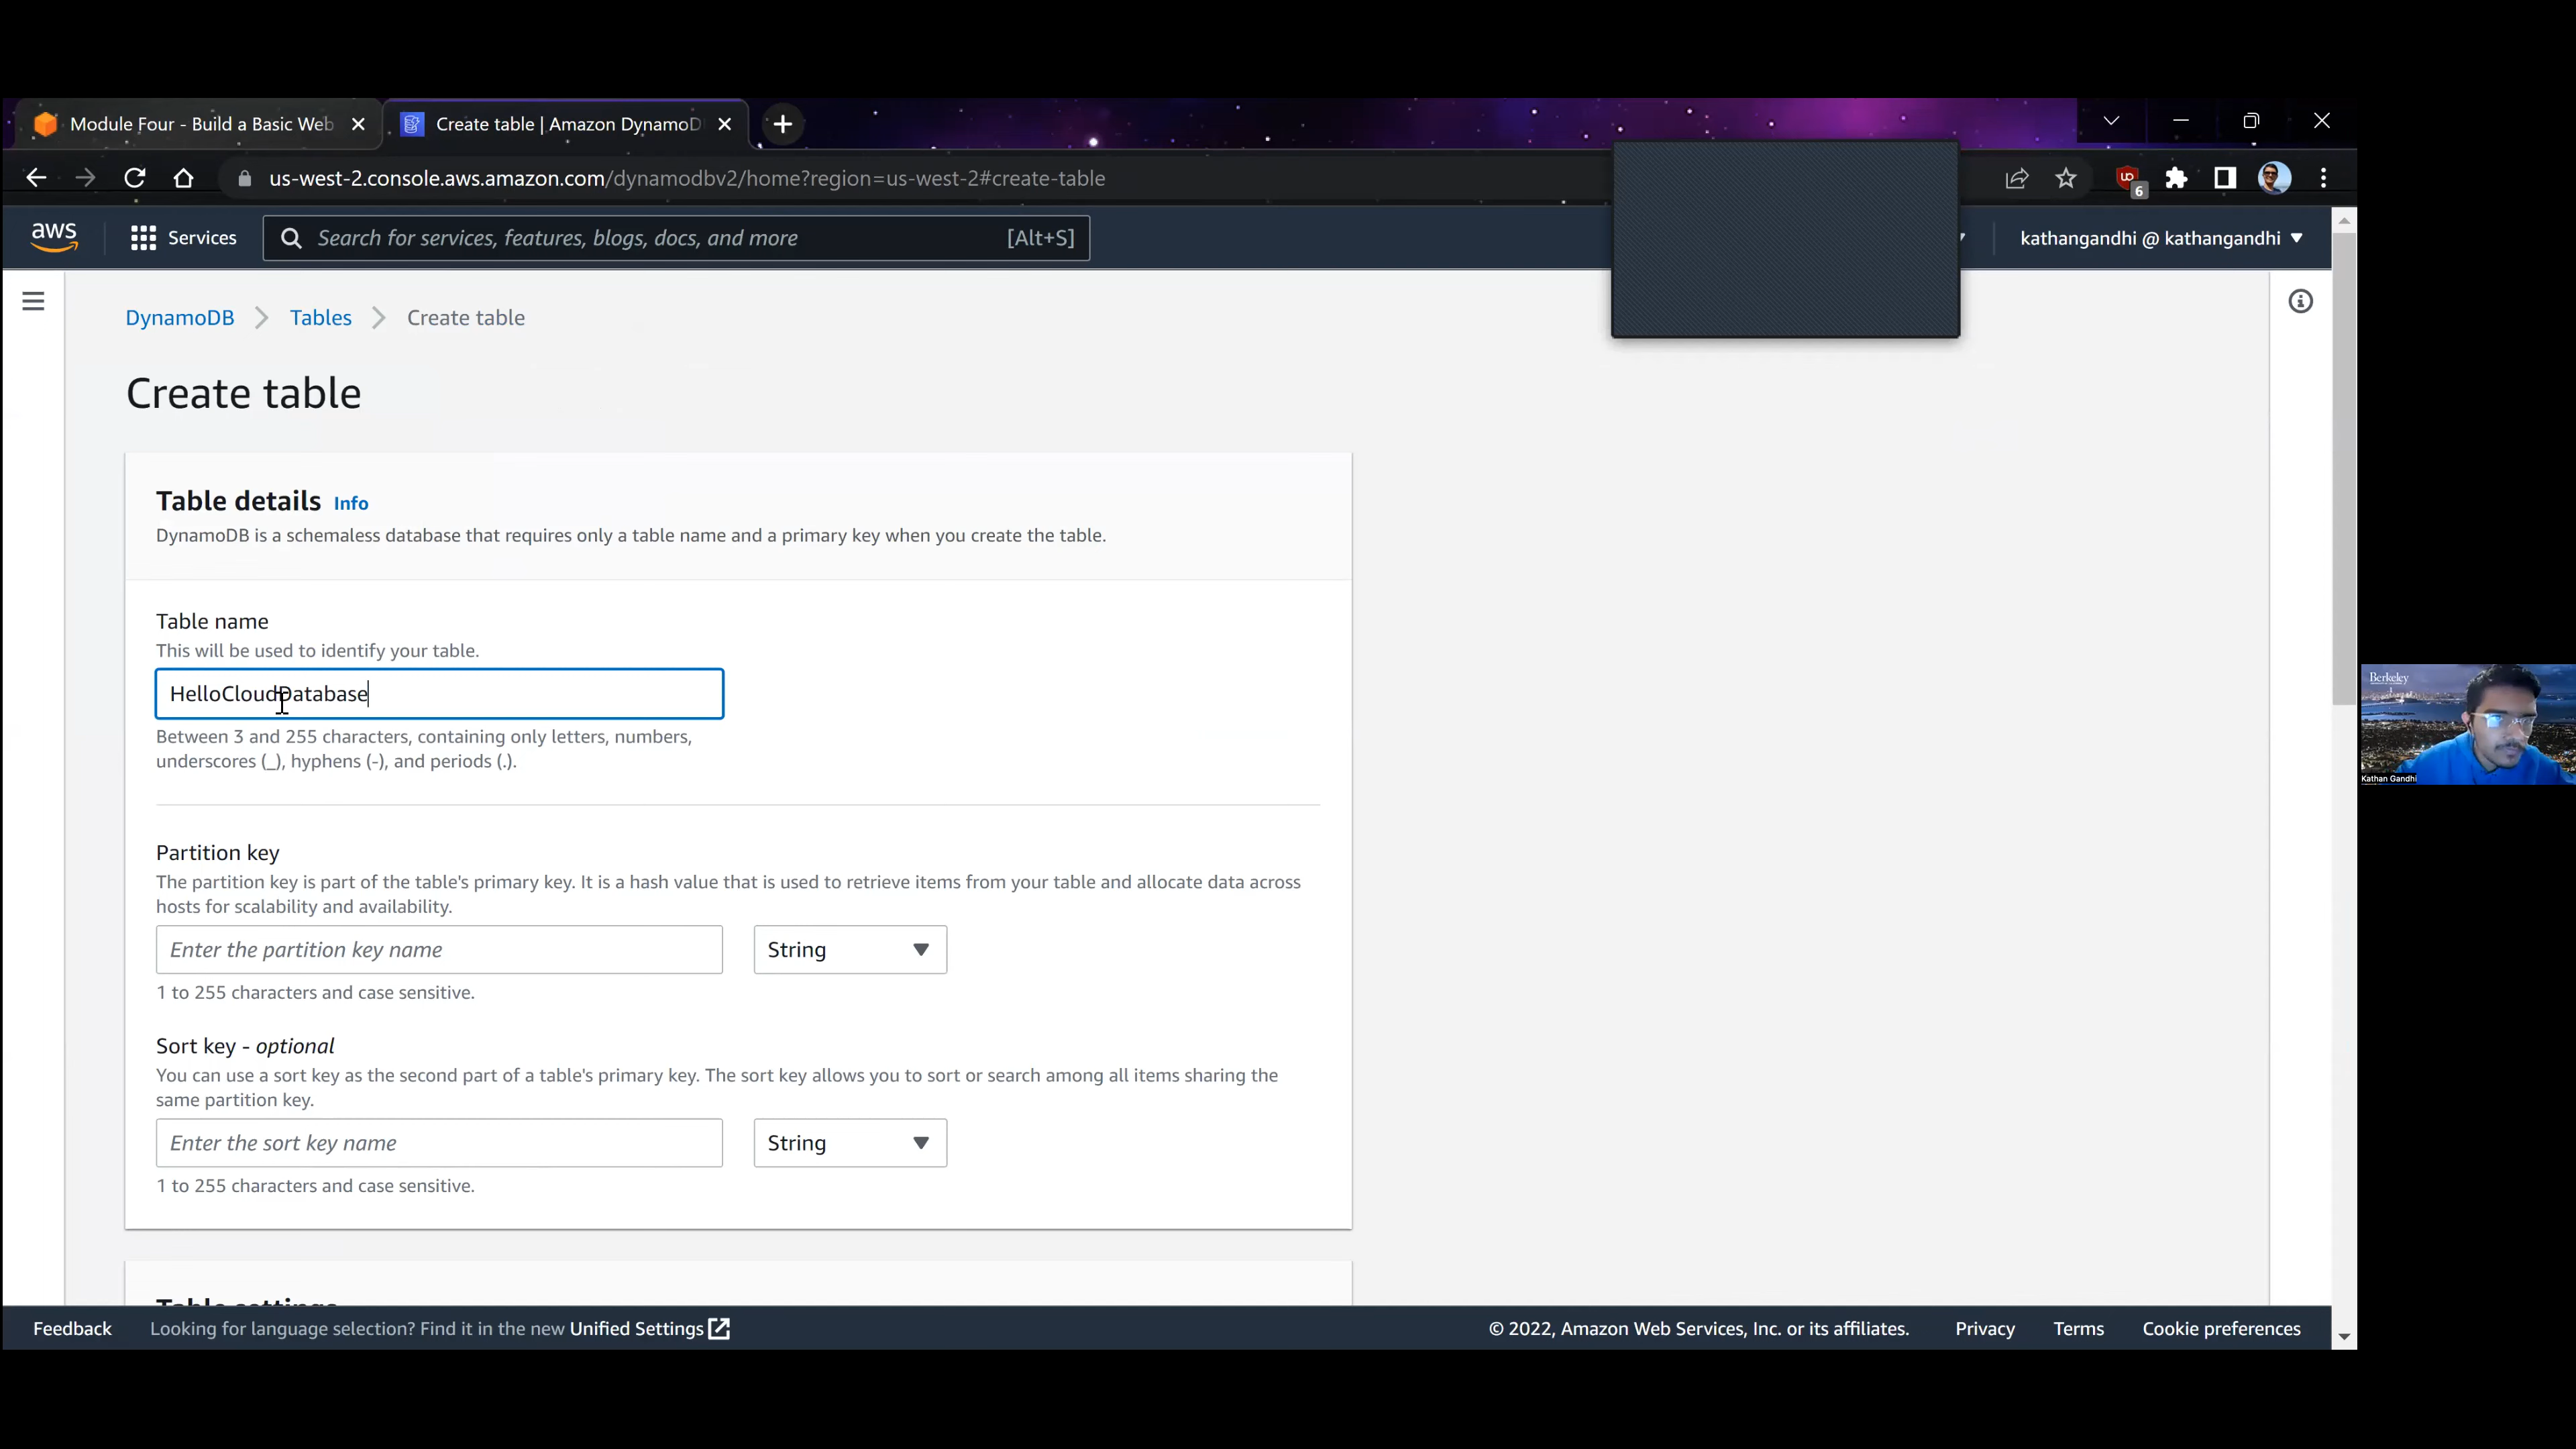 Module Four - Build a Basic Web
Create table | Amazon DynamoD
us-west-2.console.aws.amazon.com/dynamodbv2/home?region=us-west-2#create-table
6
aws
Services
Search for services, features, blogs, docs, and more
[Alt+S]
kathangandhi @ kathangandhi
DynamoDB
Tables
Create table
Create table
Table details Info
DynamoDB is a schemaless database that requires only a table name and a primary key when you create the table.
Table name
This will be used to identify your table.
HelloCloudDatabase
Between 3 and 255 characters, containing only letters, numbers,
underscores (_), hyphens (-), and periods (.).
Berkeley
Kathan Gandhi
Partition key
The partition key is part of the table's primary key. It is a hash value that is used to retrieve items from your table and allocate data across
hosts for scalability and availability.
Enter the partition key name
String
1 to 255 characters and case sensitive.
Sort key - optional
You can use a sort key as the second part of a table's primary key. The sort key allows you to sort or search among all items sharing the
same partition key.
Enter the sort key name
String
1 to 255 characters and case sensitive.
Table settings
Feedback
Looking for language selection? Find it in the new Unified Settings
© 2022, Amazon Web Services, Inc. or its affiliates.
Privacy
Terms
Cookie preferences